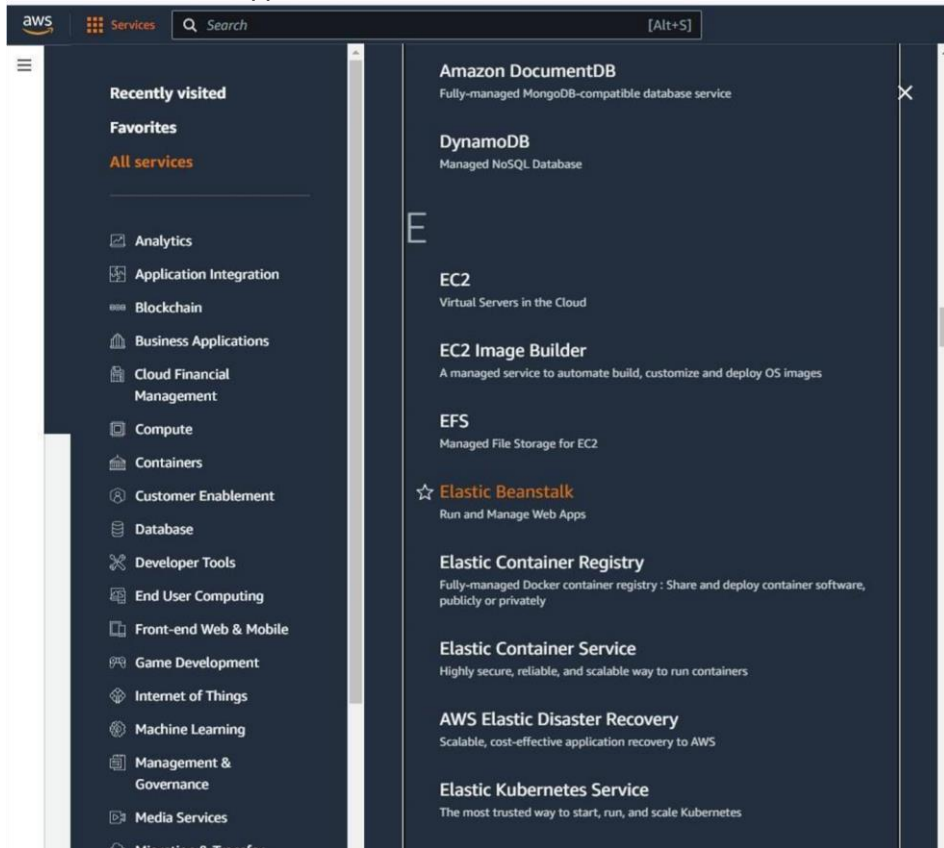 aws
Services
Search
[Alt+S]
Recently visited
Favorites
All services
Analytics
Application Integration
Blockchain
Business Applications
Cloud Financial
Management
Compute
Containers
Customer Enablement
Database
Developer Tools
End User Computing
Front-end Web & Mobile
Game Development
Internet of Things
Machine Learning
Management &
Governance
Media Services
Amazon DocumentDB
Fully-managed MongoDB-compatible database service
DynamoDB
Managed NoSQL Database
E
EC2
Virtual Servers in the Cloud
EC2 Image Builder
A managed service to automate build, customize and deploy OS images
EFS
Managed File Storage for EC2
Elastic Beanstalk
Run and Manage Web Apps
Elastic Container Registry
Fully-managed Docker container registry : Share and deploy container software,
publicly or privately
Elastic Container Service
Highly secure, reliable, and scalable way to run containers
AWS Elastic Disaster Recovery
Scalable, cost-effective application recovery to AWS
Elastic Kubernetes Service
The most trusted way to start, run, and scale Kubernetes